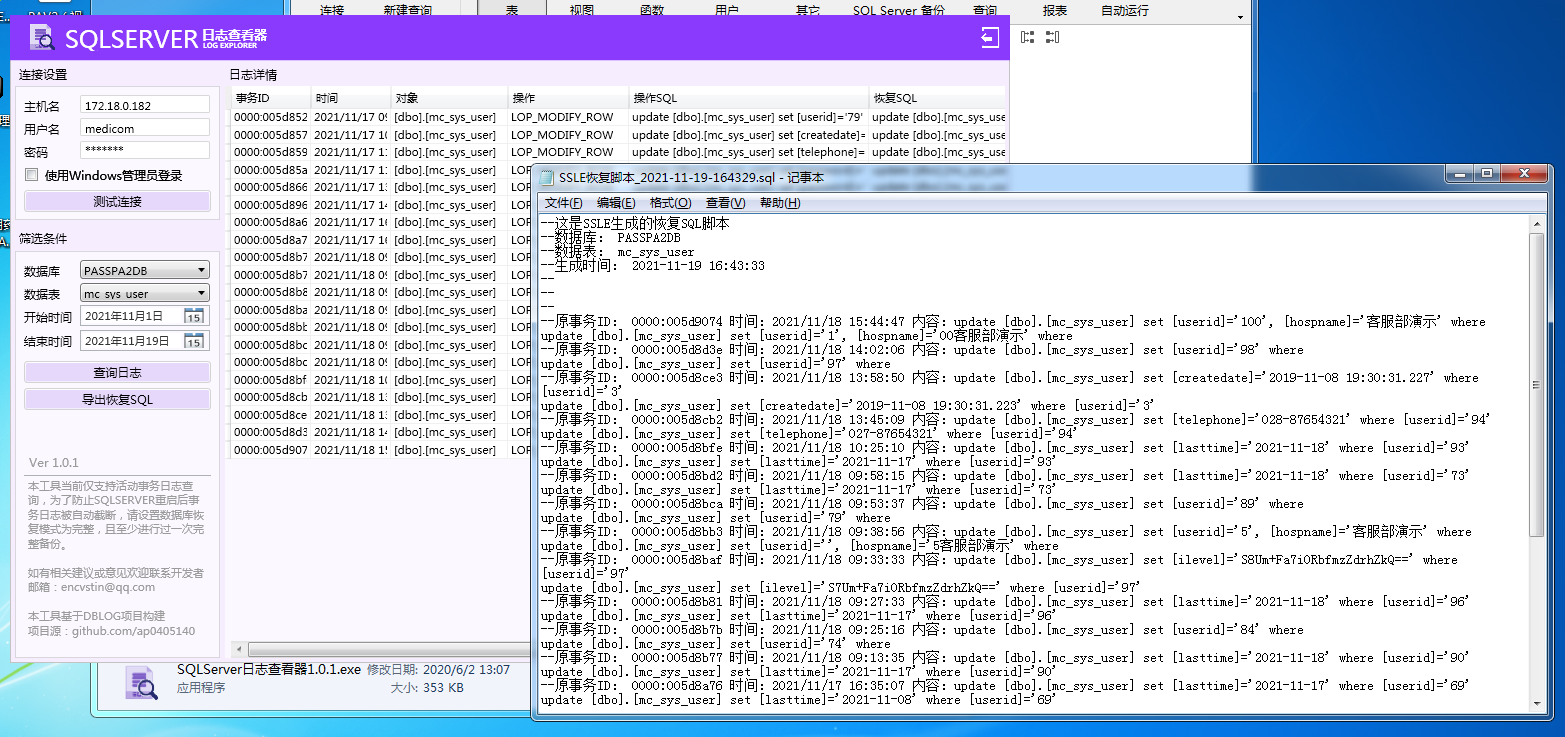 连接 新建查询 表 视图 函数 用户 其它 SQL Server 备份 查询 报表 自动运行
SQLSERVER 日志查看器
LOG EXPLORER
连接设置
主机名 172.18.0.182
用户名 medicom
密码 *******
使用Windows管理员登录
测试连接
筛选条件
数据库 PASSPA2DB
数据表 mc_sys_user
开始时间 2021年11月1日 15
结束时间 2021年11月19日 15
查询日志
导出恢复SQL
Ver 1.0.1
本工具当前仅支持活动事务日志查
询，为了防止SQLSERVER重启后事
务日志被自动截断，请设置数据库恢
复模式为完整，且至少进行过一次完
整备份。
如有相关建议或意见欢迎联系开发者
邮箱：encvstin@qq.com
本工具基于DBLOG项目构建
项目源：github.com/ap0405140
日志详情
事务ID 时间 对象 操作 操作SQL 恢复SQL
0000:005d852 2021/11/17 09 [dbo].[mc_sys_user] LOP_MODIFY_ROW update [dbo].[mc_sys_user] set [userid]='79' update [dbo].[mc_sys_use
0000:005d857 2021/11/17 10 [dbo].[mc_sys_user] LOP_MODIFY_ROW update [dbo].[mc_sys_user] set [createdate]= update [dbo].[mc_sys_use
0000:005d859 2021/11/17 11 [dbo].[mc_sys_user] LOP_MODIFY_ROW update [dbo].[mc_sys_user] set [telephone]= update [dbo].[mc_sys_use
0000:005d85a 2021/11/17 11 [dbo].[mc_sys_user] LOP
0000:005d866 2021/11/17 13 [dbo].[mc_sys_user] LOP
0000:005d896 2021/11/17 14 [dbo].[mc_sys_user] LOP
0000:005d8a6 2021/11/17 16 [dbo].[mc_sys_user] LOP
0000:005d8a7 2021/11/17 16 [dbo].[mc_sys_user] LOP
0000:005d8b7 2021/11/18 09 [dbo].[mc_sys_user] LOP
0000:005d8b7 2021/11/18 09 [dbo].[mc_sys_user] LOP
0000:005d8b8 2021/11/18 09 [dbo].[mc_sys_user] LOP
0000:005d8ba 2021/11/18 09 [dbo].[mc_sys_user] LOP
0000:005d8bb 2021/11/18 09 [dbo].[mc_sys_user] LOP
0000:005d8bc 2021/11/18 09 [dbo].[mc_sys_user] LOP
0000:005d8bc 2021/11/18 09 [dbo].[mc_sys_user] LOP
0000:005d8bf 2021/11/18 10 [dbo].[mc_sys_user] LOP
0000:005d8cb 2021/11/18 13 [dbo].[mc_sys_user] LOP
0000:005d8ce 2021/11/18 13 [dbo].[mc_sys_user] LOP
0000:005d8d3 2021/11/18 14 [dbo].[mc_sys_user] LOP
0000:005d907 2021/11/18 15 [dbo].[mc_sys_user] LOP
SQLServer日志查看器1.0.1.exe 修改日期: 2020/6/2 13:07
应用程序 大小: 353 KB
SSLE恢复脚本_2021-11-19-164329.sql - 记事本
文件(F) 编辑(E) 格式(O) 查看(V) 帮助(H)
--这是SSLE生成的恢复SQL脚本
--数据库： PASSPA2DB
--数据表： mc_sys_user
--生成时间： 2021-11-19 16:43:33
--
--
--
--原事务ID： 0000:005d9074 时间：2021/11/18 15:44:47 内容：update [dbo].[mc_sys_user] set [userid]='100', [hospname]='客服部演示' where
update [dbo].[mc_sys_user] set [userid]='1', [hospname]='00客服部演示' where
--原事务ID： 0000:005d8d3e 时间：2021/11/18 14:02:06 内容：update [dbo].[mc_sys_user] set [userid]='98' where
update [dbo].[mc_sys_user] set [userid]='97' where
--原事务ID： 0000:005d8ce3 时间：2021/11/18 13:58:50 内容：update [dbo].[mc_sys_user] set [createdate]='2019-11-08 19:30:31.227' where
[userid]='3'
update [dbo].[mc_sys_user] set [createdate]='2019-11-08 19:30:31.223' where [userid]='3'
--原事务ID： 0000:005d8cb2 时间：2021/11/18 13:45:09 内容：update [dbo].[mc_sys_user] set [telephone]='028-87654321' where [userid]='94'
update [dbo].[mc_sys_user] set [telephone]='027-87654321' where [userid]='94'
--原事务ID： 0000:005d8bfe 时间：2021/11/18 10:25:10 内容：update [dbo].[mc_sys_user] set [lasttime]='2021-11-18' where [userid]='93'
update [dbo].[mc_sys_user] set [lasttime]='2021-11-17' where [userid]='93'
--原事务ID： 0000:005d8bd2 时间：2021/11/18 09:58:15 内容：update [dbo].[mc_sys_user] set [lasttime]='2021-11-18' where [userid]='73'
update [dbo].[mc_sys_user] set [lasttime]='2021-11-17' where [userid]='73'
--原事务ID： 0000:005d8bca 时间：2021/11/18 09:53:37 内容：update [dbo].[mc_sys_user] set [userid]='89' where
update [dbo].[mc_sys_user] set [userid]='79' where
--原事务ID： 0000:005d8bb3 时间：2021/11/18 09:38:56 内容：update [dbo].[mc_sys_user] set [userid]='5', [hospname]='客服部演示' where
update [dbo].[mc_sys_user] set [userid]='', [hospname]='5客服部演示' where
--原事务ID： 0000:005d8baf 时间：2021/11/18 09:33:33 内容：update [dbo].[mc_sys_user] set [ilevel]='S8Um+Fa7iORbfmzZdrhZkQ==' where
[userid]='97'
update [dbo].[mc_sys_user] set [ilevel]='S7Um+Fa7iORbfmzZdrhZkQ==' where [userid]='97'
--原事务ID： 0000:005d8b81 时间：2021/11/18 09:27:33 内容：update [dbo].[mc_sys_user] set [lasttime]='2021-11-18' where [userid]='96'
update [dbo].[mc_sys_user] set [lasttime]='2021-11-17' where [userid]='96'
--原事务ID： 0000:005d8b7b 时间：2021/11/18 09:25:16 内容：update [dbo].[mc_sys_user] set [userid]='84' where
update [dbo].[mc_sys_user] set [userid]='74' where
--原事务ID： 0000:005d8b77 时间：2021/11/18 09:13:35 内容：update [dbo].[mc_sys_user] set [lasttime]='2021-11-18' where [userid]='90'
update [dbo].[mc_sys_user] set [lasttime]='2021-11-17' where [userid]='90'
--原事务ID： 0000:005d8a76 时间：2021/11/17 16:35:07 内容：update [dbo].[mc_sys_user] set [lasttime]='2021-11-17' where [userid]='69'
update [dbo].[mc_sys_user] set [lasttime]='2021-11-08' where [userid]='69'